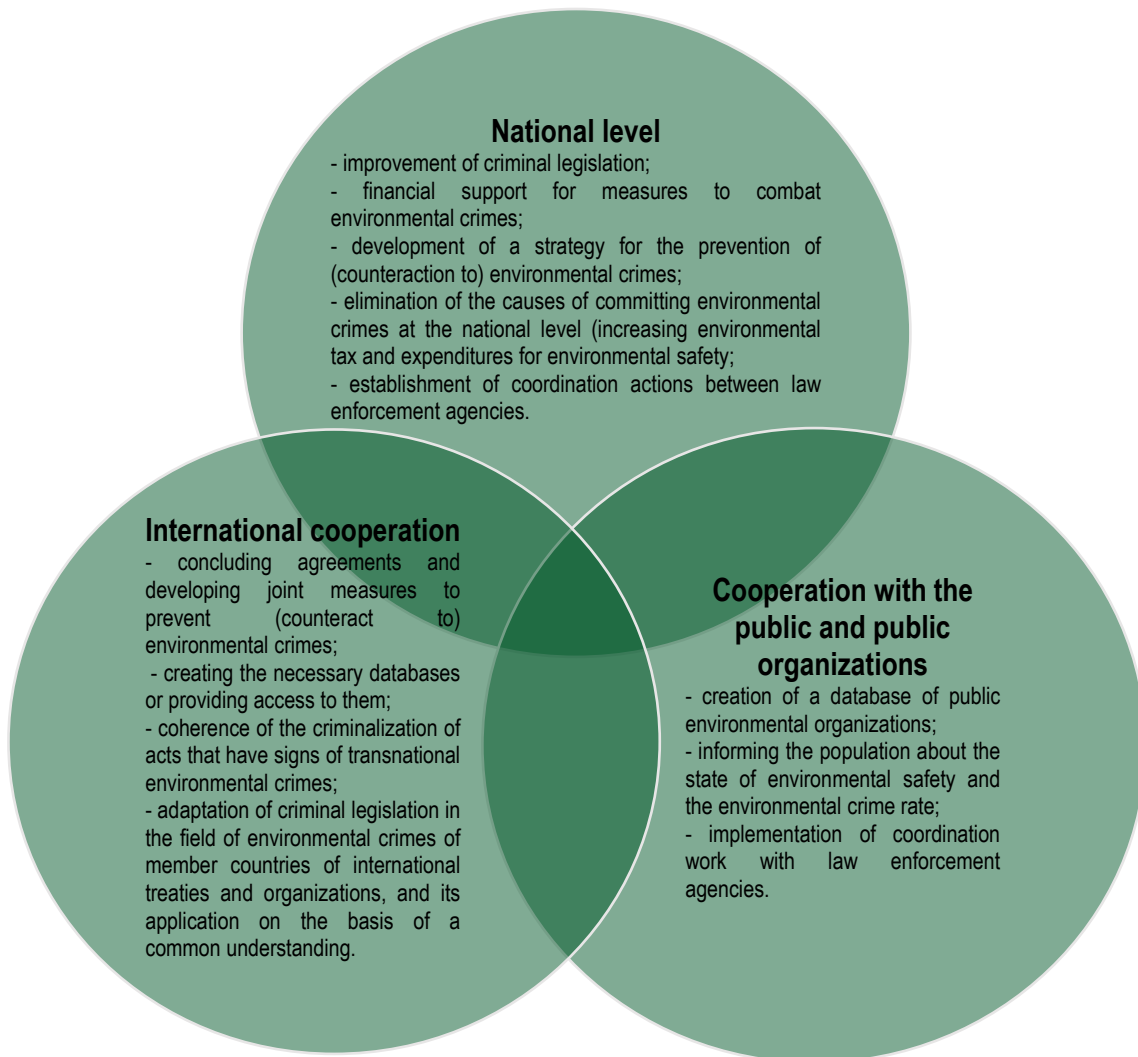 National level
- improvement of criminal legislation;
- financial support for measures to combat
environmental crimes;
- development of a strategy for the prevention of
(counteraction to) environmental crimes;
- elimination of the causes of committing environmental
crimes at the national level (increasing environmental
tax and expenditures for environmental safety;
- establishment of coordination actions between law
enforcement agencies.
International cooperation
- concluding agreements and
developing joint measures to
prevent (counteract to)
environmental crimes;
- creating the necessary databases
or providing access to them;
- coherence of the criminalization of
acts that have signs of transnational
environmental crimes;
- adaptation of criminal legislation in
the field of environmental crimes of
member countries of international
treaties and organizations, and its
application on the basis of a
common understanding.
Cooperation with the
public and public
organizations
- creation of a database of public
environmental organizations;
- informing the population about the
state of environmental safety and
the environmental crime rate;
- implementation of coordination
work with law enforcement
agencies.